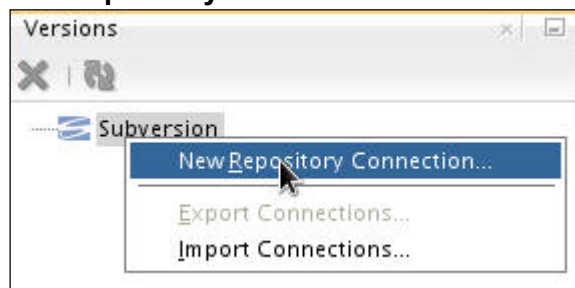 Versions
Subversion
New Repository Connection...
Export Connections...
Import Connections...